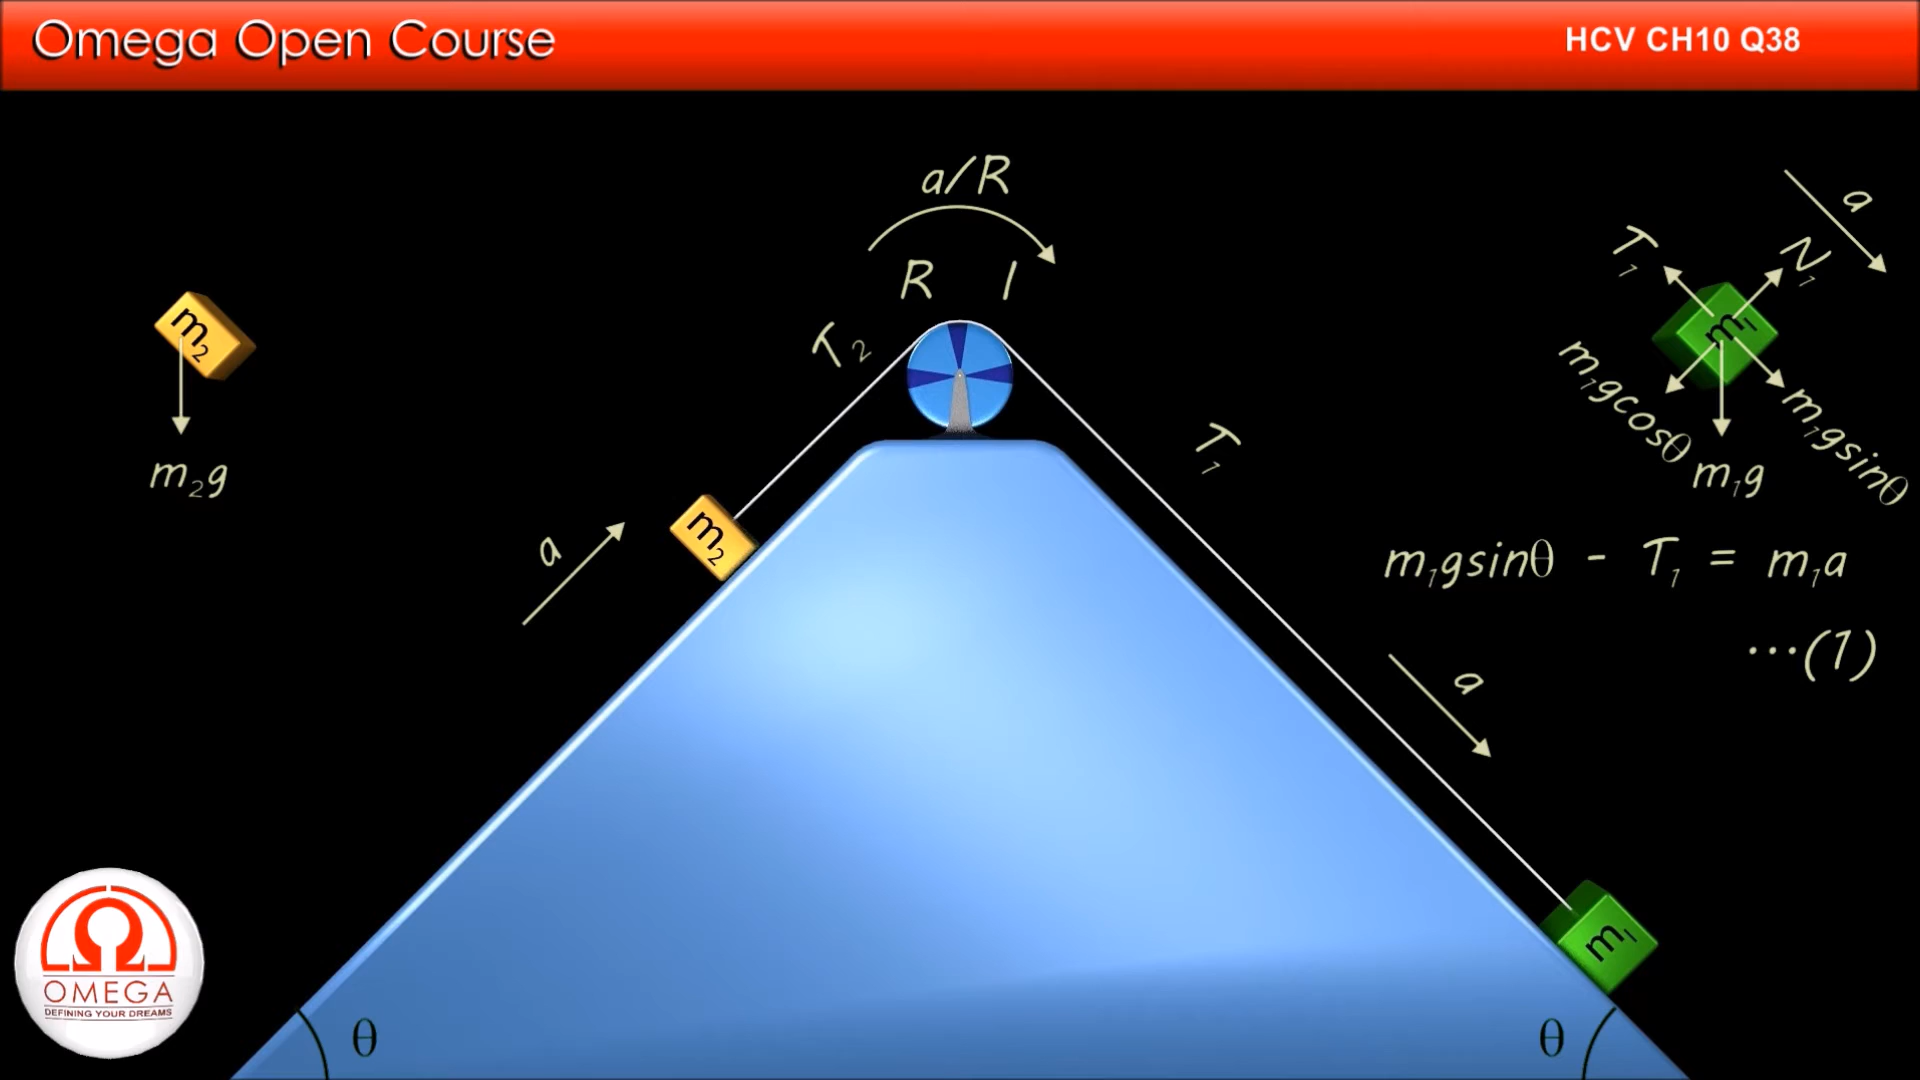 Omega Open Course
HCV CH10 Q38
a/R
R I
T₂
T₁
m₂
m₂g
a
m₂
a
T₁
N₁
m₁
m₁gcosθ
m₁g
m₁gsinθ
m₁gsinθ - T₁ = m₁a
...(1)
a
m₁
θ
θ
OMEGA
DEFINING YOUR DREAMS